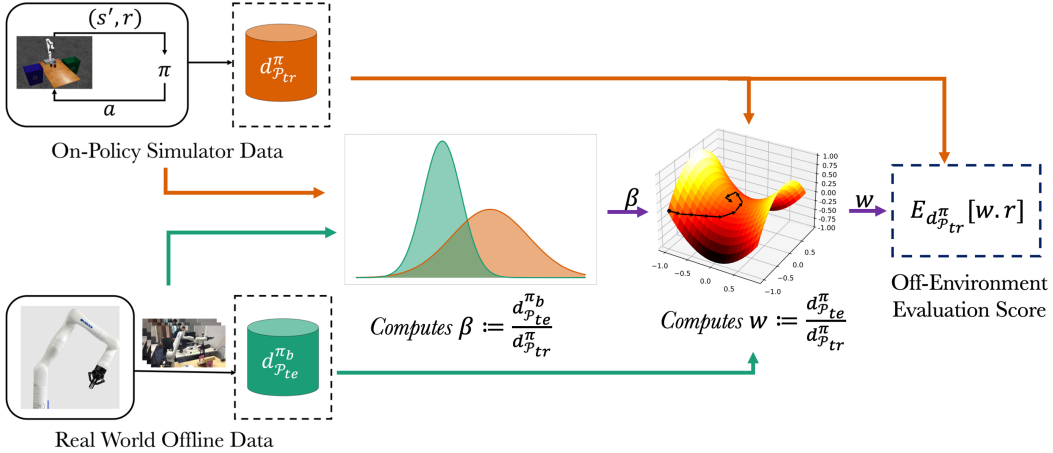 (s′, r)
π
a
d^π_{𝒫_tr}
On-Policy Simulator Data
β
w
E_{d^π_{𝒫_tr}}[w.r]
Off-Environment
Evaluation Score
1.00
0.75
0.50
0.25
0.00
-0.25
-0.50
-0.75
-1.00
−1.0
−0.5
0.0
0.5
1.0
−1.0
−0.5
0.0
0.5
Computes β := d^{π_b}_{𝒫_te} / d^π_{𝒫_tr}
Computes w := d^π_{𝒫_te} / d^π_{𝒫_tr}
d^{π_b}_{𝒫_te}
Real World Offline Data